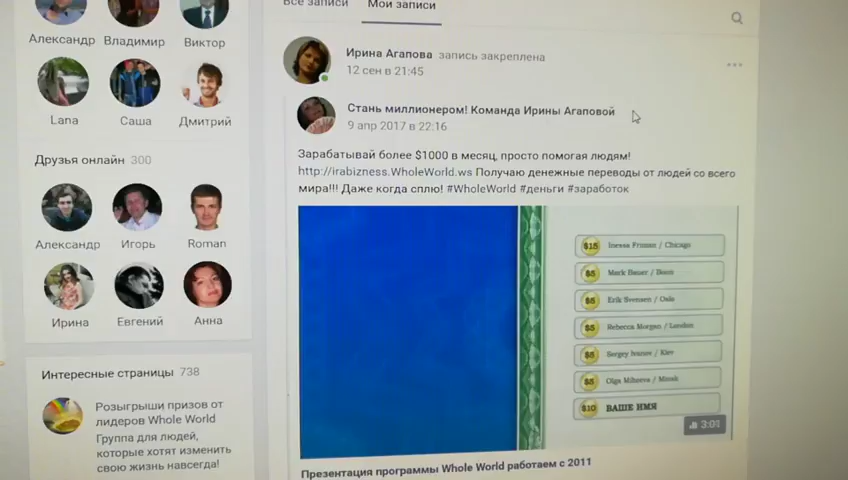 Все записи Мои записи
Александр Владимир Виктор
Lana Саша Дмитрий
Друзья онлайн 300
Александр Игорь Roman
Ирина Евгений Анна
Интересные страницы 738
Розыгрыши призов от
лидеров Whole World
Группа для людей,
которые хотят изменить
свою жизнь навсегда!
Ирина Агапова запись закреплена
12 сен в 21:45
Стань миллионером! Команда Ирины Агаповой
9 апр 2017 в 22:16
Зарабатывай более $1000 в месяц, просто помогая людям!
http://irabizness.WholeWorld.ws Получаю денежные переводы от людей со всего
мира!!! Даже когда сплю! #WholeWorld #деньги #заработок
$15 Inessa Froman / Chicago
$5 Mark Bauer / Bonn
$5 Erik Svensen / Oslo
$5 Rebecca Morgan / London
$5 Sergey Ivanov / Kiev
$5 Olga Miheeva / Minsk
$10 ВАШЕ ИМЯ
3:01
Презентация программы Whole World работаем с 2011